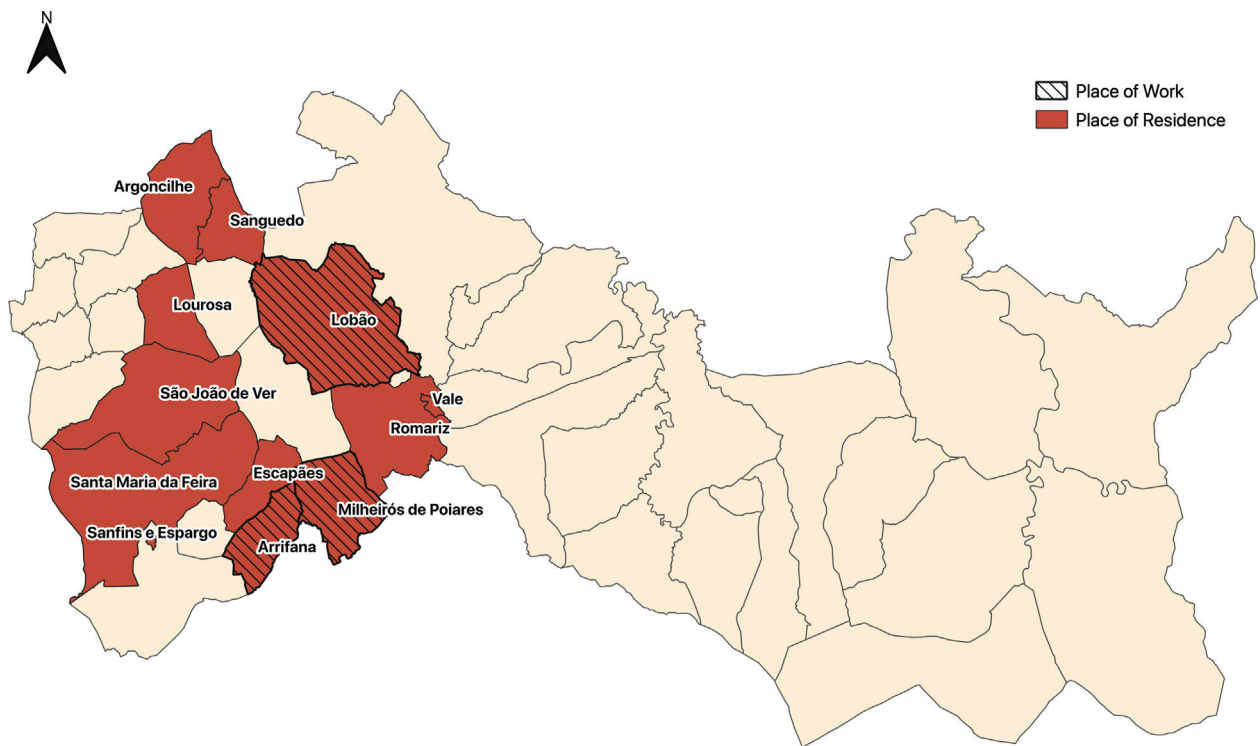 N
Place of Work
Place of Residence
Argoncilhe
Sanguedo
Lourosa
Lobão
São João de Ver
Vale
Romariz
Escapães
Santa Maria da Feira
Milheirós de Poiares
Sanfins e Espargo
Arrifana